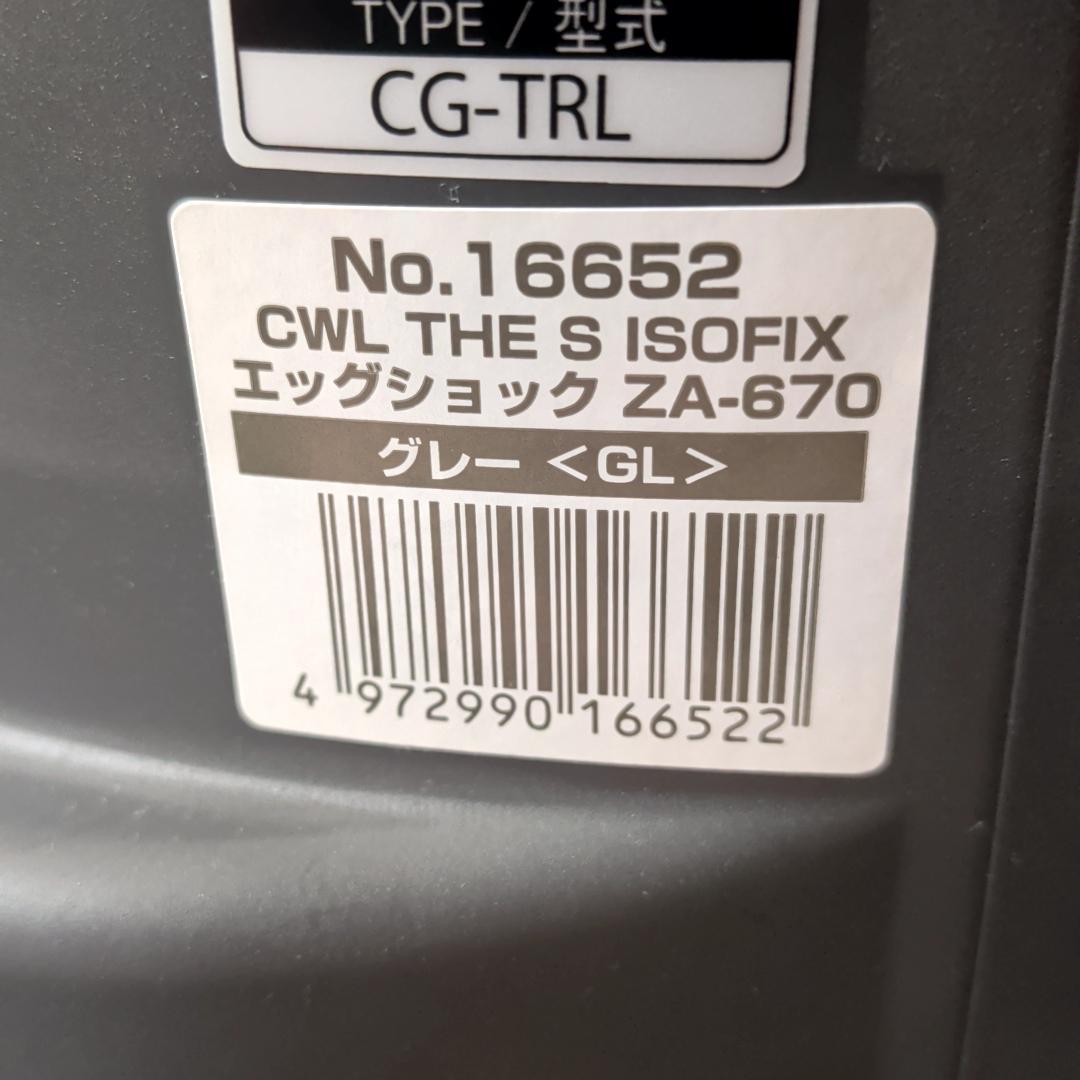 TYPE / 型式
CG-TRL
No.16652
CWL THE S ISOFIX
エッグショック ZA-670
グレー <GL>
4 972990 166522